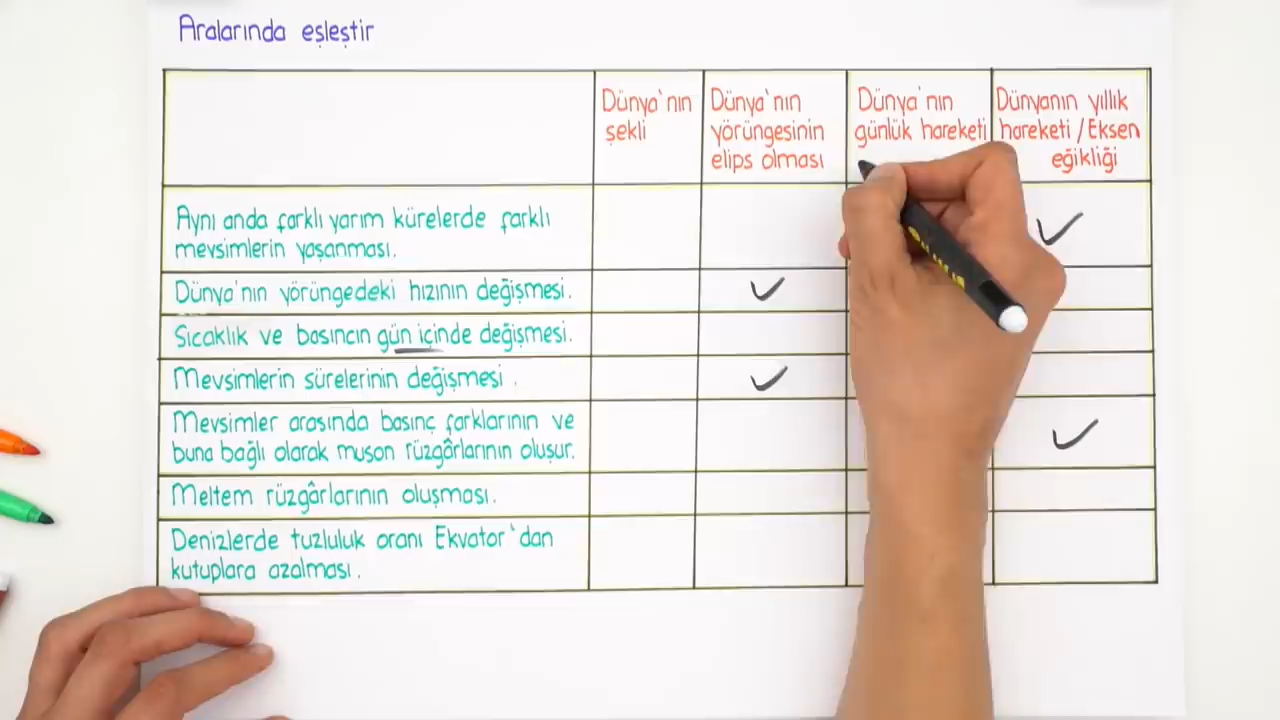 Aralarında eşleştir
Dünya'nın
şekli
Dünya'nın
yörüngesinin
elips olması
Dünya'nın
günlük hareketi
Dünyanın yıllık
hareketi / Eksen
eğikliği
Aynı anda farklı yarım kürelerde farklı
mevsimlerin yaşanması.
Dünya'nın yörüngedeki hızının değişmesi.
Sıcaklık ve basıncın gün içinde değişmesi.
Mevsimlerin sürelerinin değişmesi.
Mevsimler arasında basınç farklarının ve
buna bağlı olarak muson rüzgârlarının oluşur.
Meltem rüzgârlarının oluşması.
Denizlerde tuzluluk oranı Ekvator'dan
kutuplara azalması.